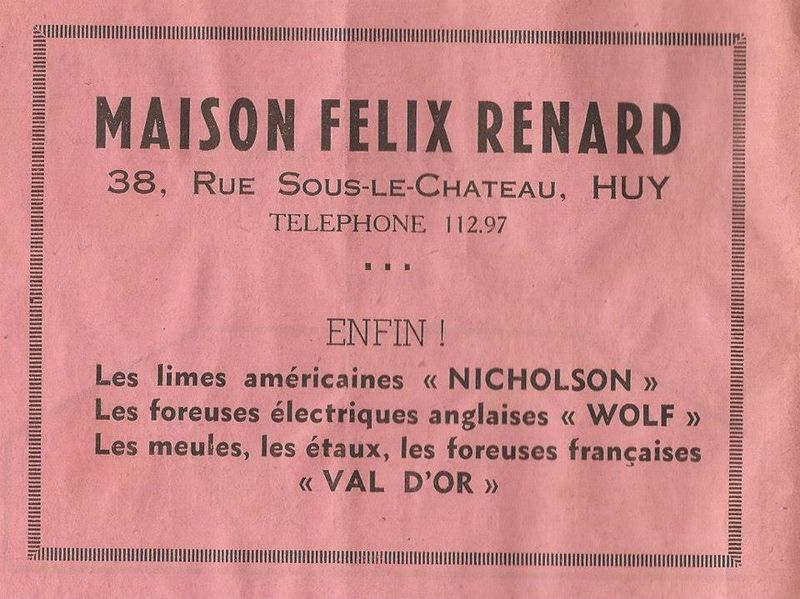 MAISON FELIX RENARD
38, RUE SOUS-LE-CHATEAU, HUY
TELEPHONE 112.97
ENFIN !
Les limes américaines « NICHOLSON »
Les foreuses électriques anglaises « WOLF »
Les meules, les étaux, les foreuses françaises
« VAL D'OR »